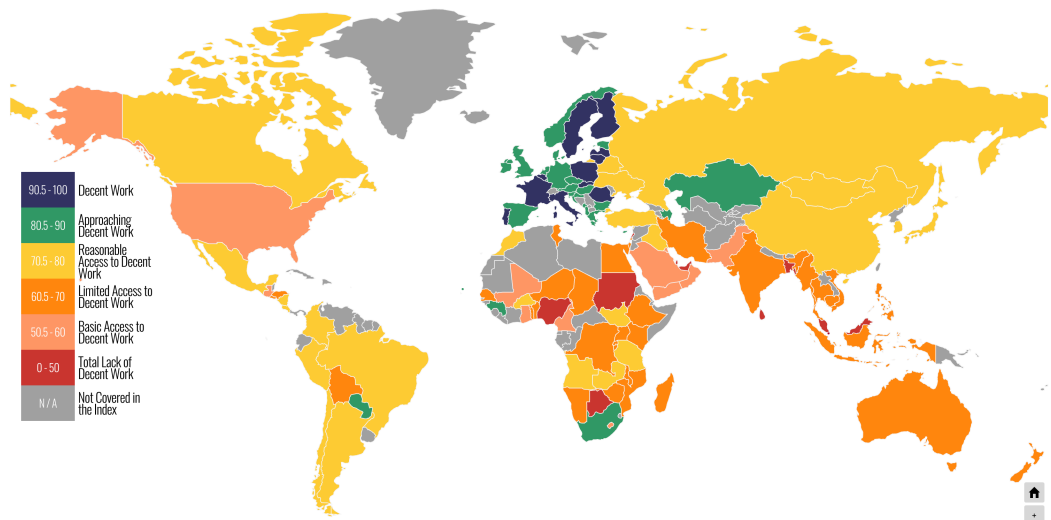 90.5 - 100 Decent Work
80.5 - 90 Approaching
Decent Work
70.5 - 80 Reasonable
Access to Decent
Work
60.5 - 70 Limited Access to
Decent Work
50.5 - 60 Basic Access to
Decent Work
0 - 50 Total Lack of
Decent Work
N / A Not Covered in
the Index
+